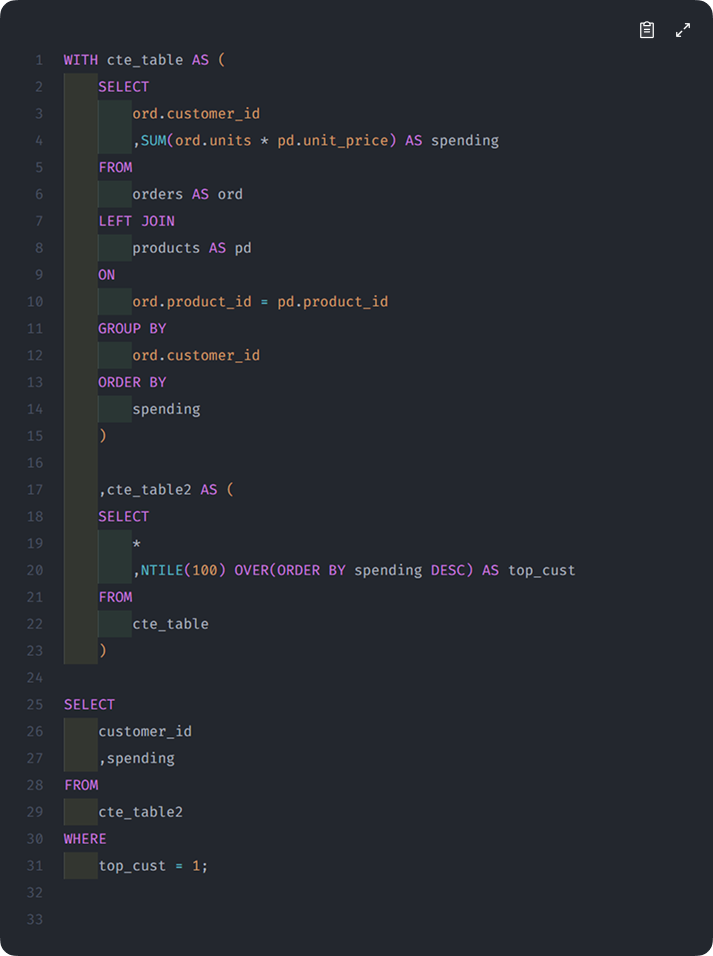 1 WITH cte_table AS (
2 SELECT
3 ord.customer_id
4 ,SUM(ord.units * pd.unit_price) AS spending
5 FROM
6 orders AS ord
7 LEFT JOIN
8 products AS pd
9 ON
10 ord.product_id = pd.product_id
11 GROUP BY
12 ord.customer_id
13 ORDER BY
14 spending
15 )
16
17 ,cte_table2 AS (
18 SELECT
19 *
20 ,NTILE(100) OVER(ORDER BY spending DESC) AS top_cust
21 FROM
22 cte_table
23 )
24
25 SELECT
26 customer_id
27 ,spending
28 FROM
29 cte_table2
30 WHERE
31 top_cust = 1;
32
33